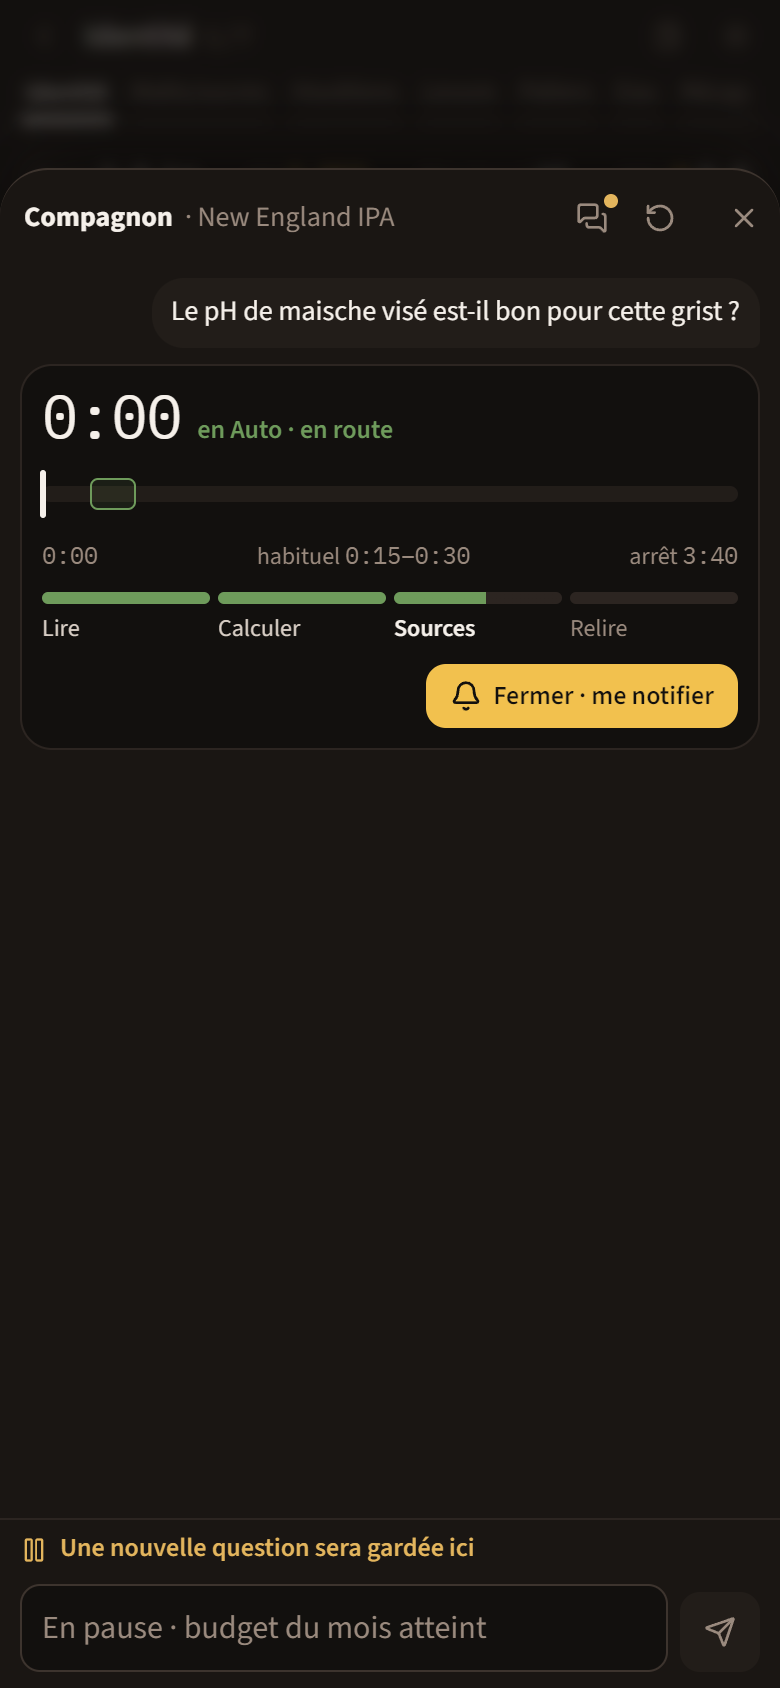 Compagnon · New England IPA
Le pH de maische visé est-il bon pour cette grist ?
0:00 en Auto · en route
0:00 habituel 0:15–0:30 arrêt 3:40
Lire Calculer Sources Relire
Fermer · me notifier
Une nouvelle question sera gardée ici
En pause · budget du mois atteint